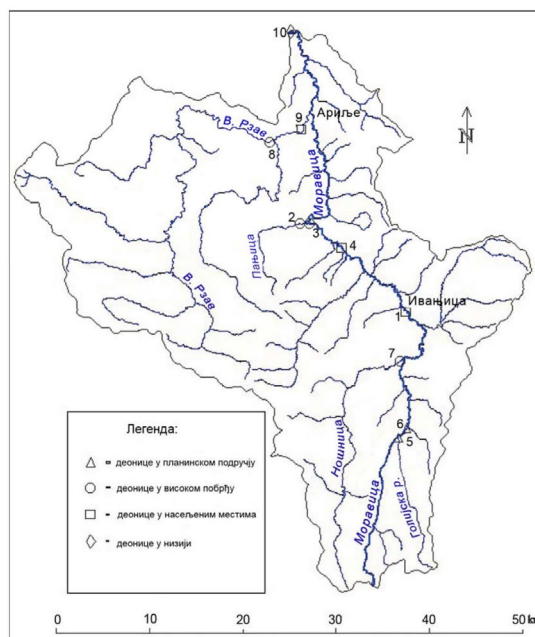 10
Ариље
9
В. Рзав
8
N
Моравица
2
3
4
Пањица
В. Рзав
Ивањица
1
7
Легенда:
6
5
- деонице у планинском подручју
Ношница
- деонице у високом побрђу
Моравица
Голијска р.
- деонице у насељеним местима
- деонице у низији
0 10 20 30 40 50 k